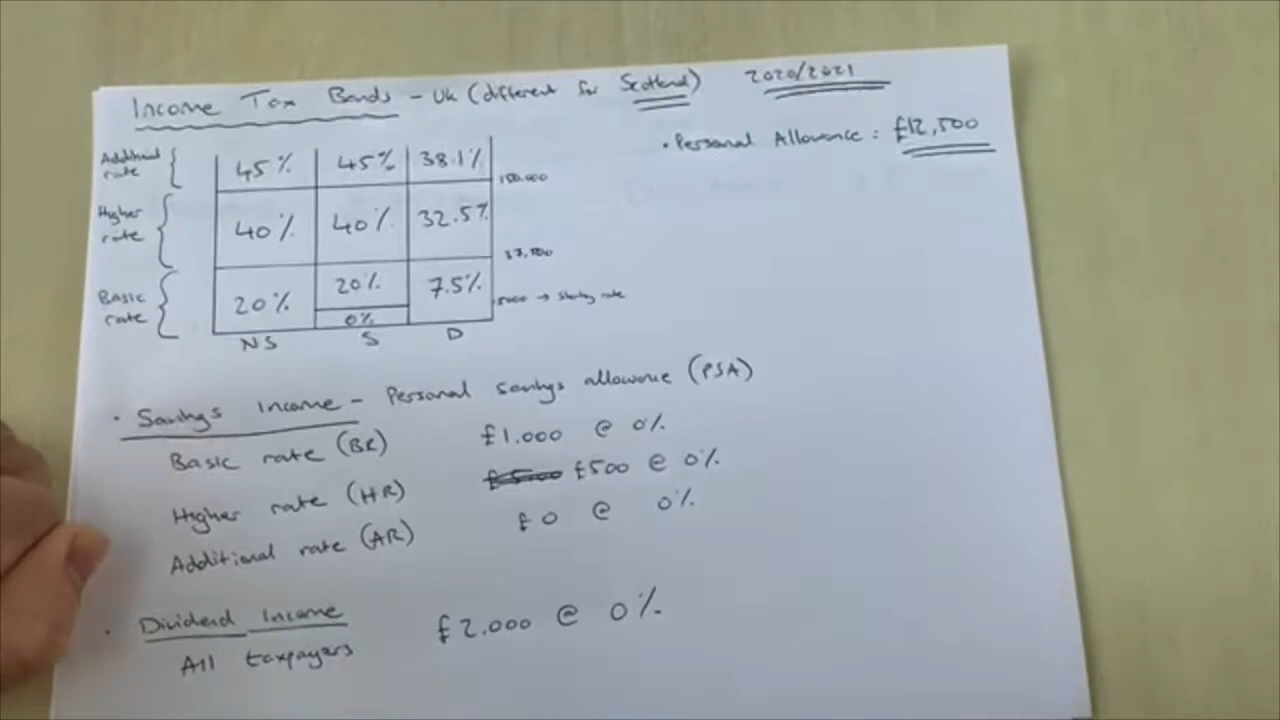 Income Tax Bands - UK (different for Scotland) 2020/2021
• Personal Allowance: £12,500
Additional rate { 45% 45% 38.1%
150.000
Higher rate { 40% 40% 32.5%
37.500
Basic rate { 20% 20% 7.5%
5000 → Starting rate
0%
NS S D
• Savings Income - Personal savings allowance (PSA)
Basic rate (BR) £1.000 @ 0%
Higher rate (HR) £500 @ 0%
Additional rate (AR) £0 @ 0%
• Dividend Income
All taxpayers £2.000 @ 0%